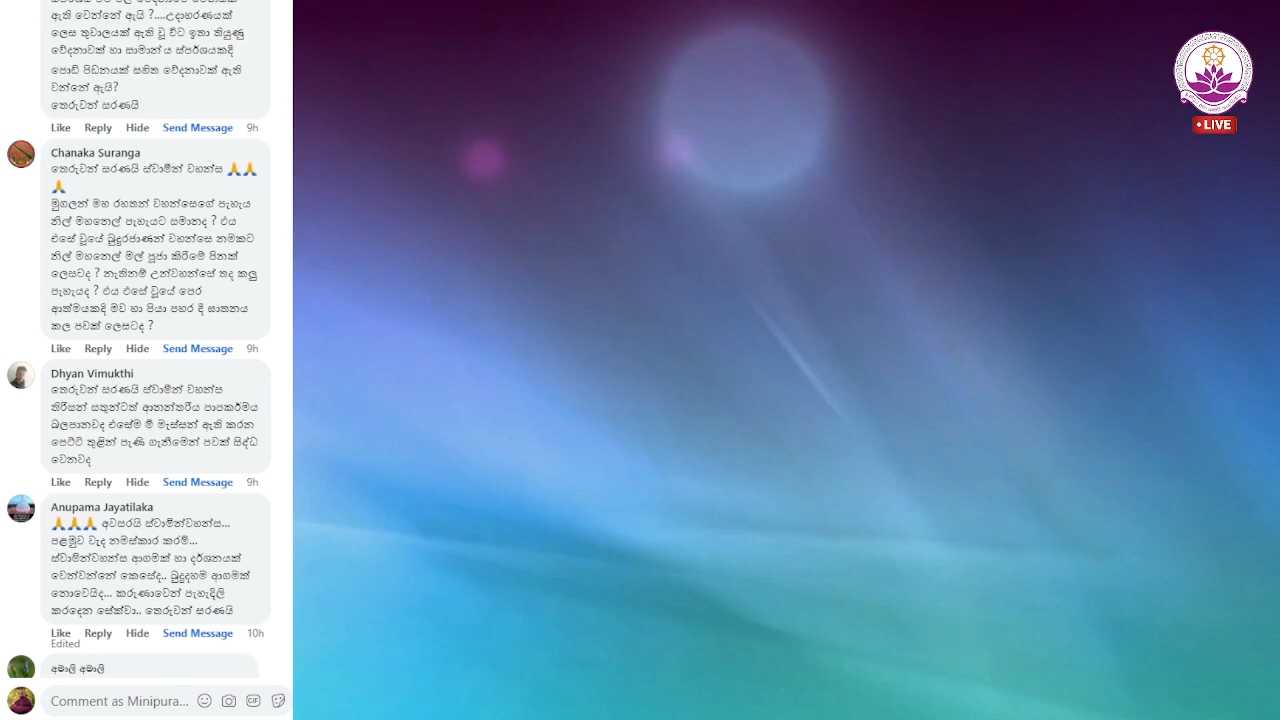 ඇති වෙන්නේ ඇයි ?....උදාහරණයක්
ලෙස තුවාලයක් ඇති වූ විට ඉතා තියුණු
වේදනාවක් හා සාමාන්‍ය ස්පර්ශයකදී
පොඩි පීඩනයක් සහිත වේදනාවක් ඇති
වන්නේ ඇයි?
තෙරුවන් සරණයි
Like Reply Hide Send Message 9h
Chanaka Suranga
තෙරුවන් සරණයි ස්වාමීන් වහන්ස 🙏🙏
🙏
මුගලන් මහ රහතන් වහන්සෙගේ පැහැය
නිල් මහනෙල් පැහැයට සමානද ? එය
එසේ වූයේ බුදුරජාණන් වහන්සෙ නමකට
නිල් මහනෙල් මල් පූජා කිරීමේ පිනක්
ලෙසටද ? නැතිනම් උන්වහන්සේ තද කලු
පැහැයද ? එය එසේ වූයේ පෙර
ආත්මයකදි මව හා පියා පහර දී ඝාතනය
කල පවක් ලෙසටද ?
Like Reply Hide Send Message 9h
Dhyan Vimukthi
තෙරුවන් සරණයි ස්වාමීන් වහන්ස
තිරිසන් සතුන්ටත් ආනන්තරීය පාපකර්මය
බලපානවද එසේම මී මැස්සන් ඇති කරන
පෙට්ටි තුළින් පැණි ගැනීමෙන් පවක් සිද්ධ
වෙනවද
Like Reply Hide Send Message 9h
Anupama Jayatilaka
🙏🙏🙏 අවසරයි ස්වාමින්වහන්ස...
පළමුව වැඳ නමස්කාර කරමි...
ස්වාමින්වහන්ස ආගමක් හා දර්ශනයක්
වෙන්වන්නේ කෙසේද.. බුදුදහම ආගමක්
නොවෙයිද... කරුණාවෙන් පැහැදිලි
කරදෙන සේක්වා.. තෙරුවන් සරණයි
Like Reply Hide Send Message 10h
Edited
අමාලි අමාලි
Comment as Minipura...
GIF
LIVE